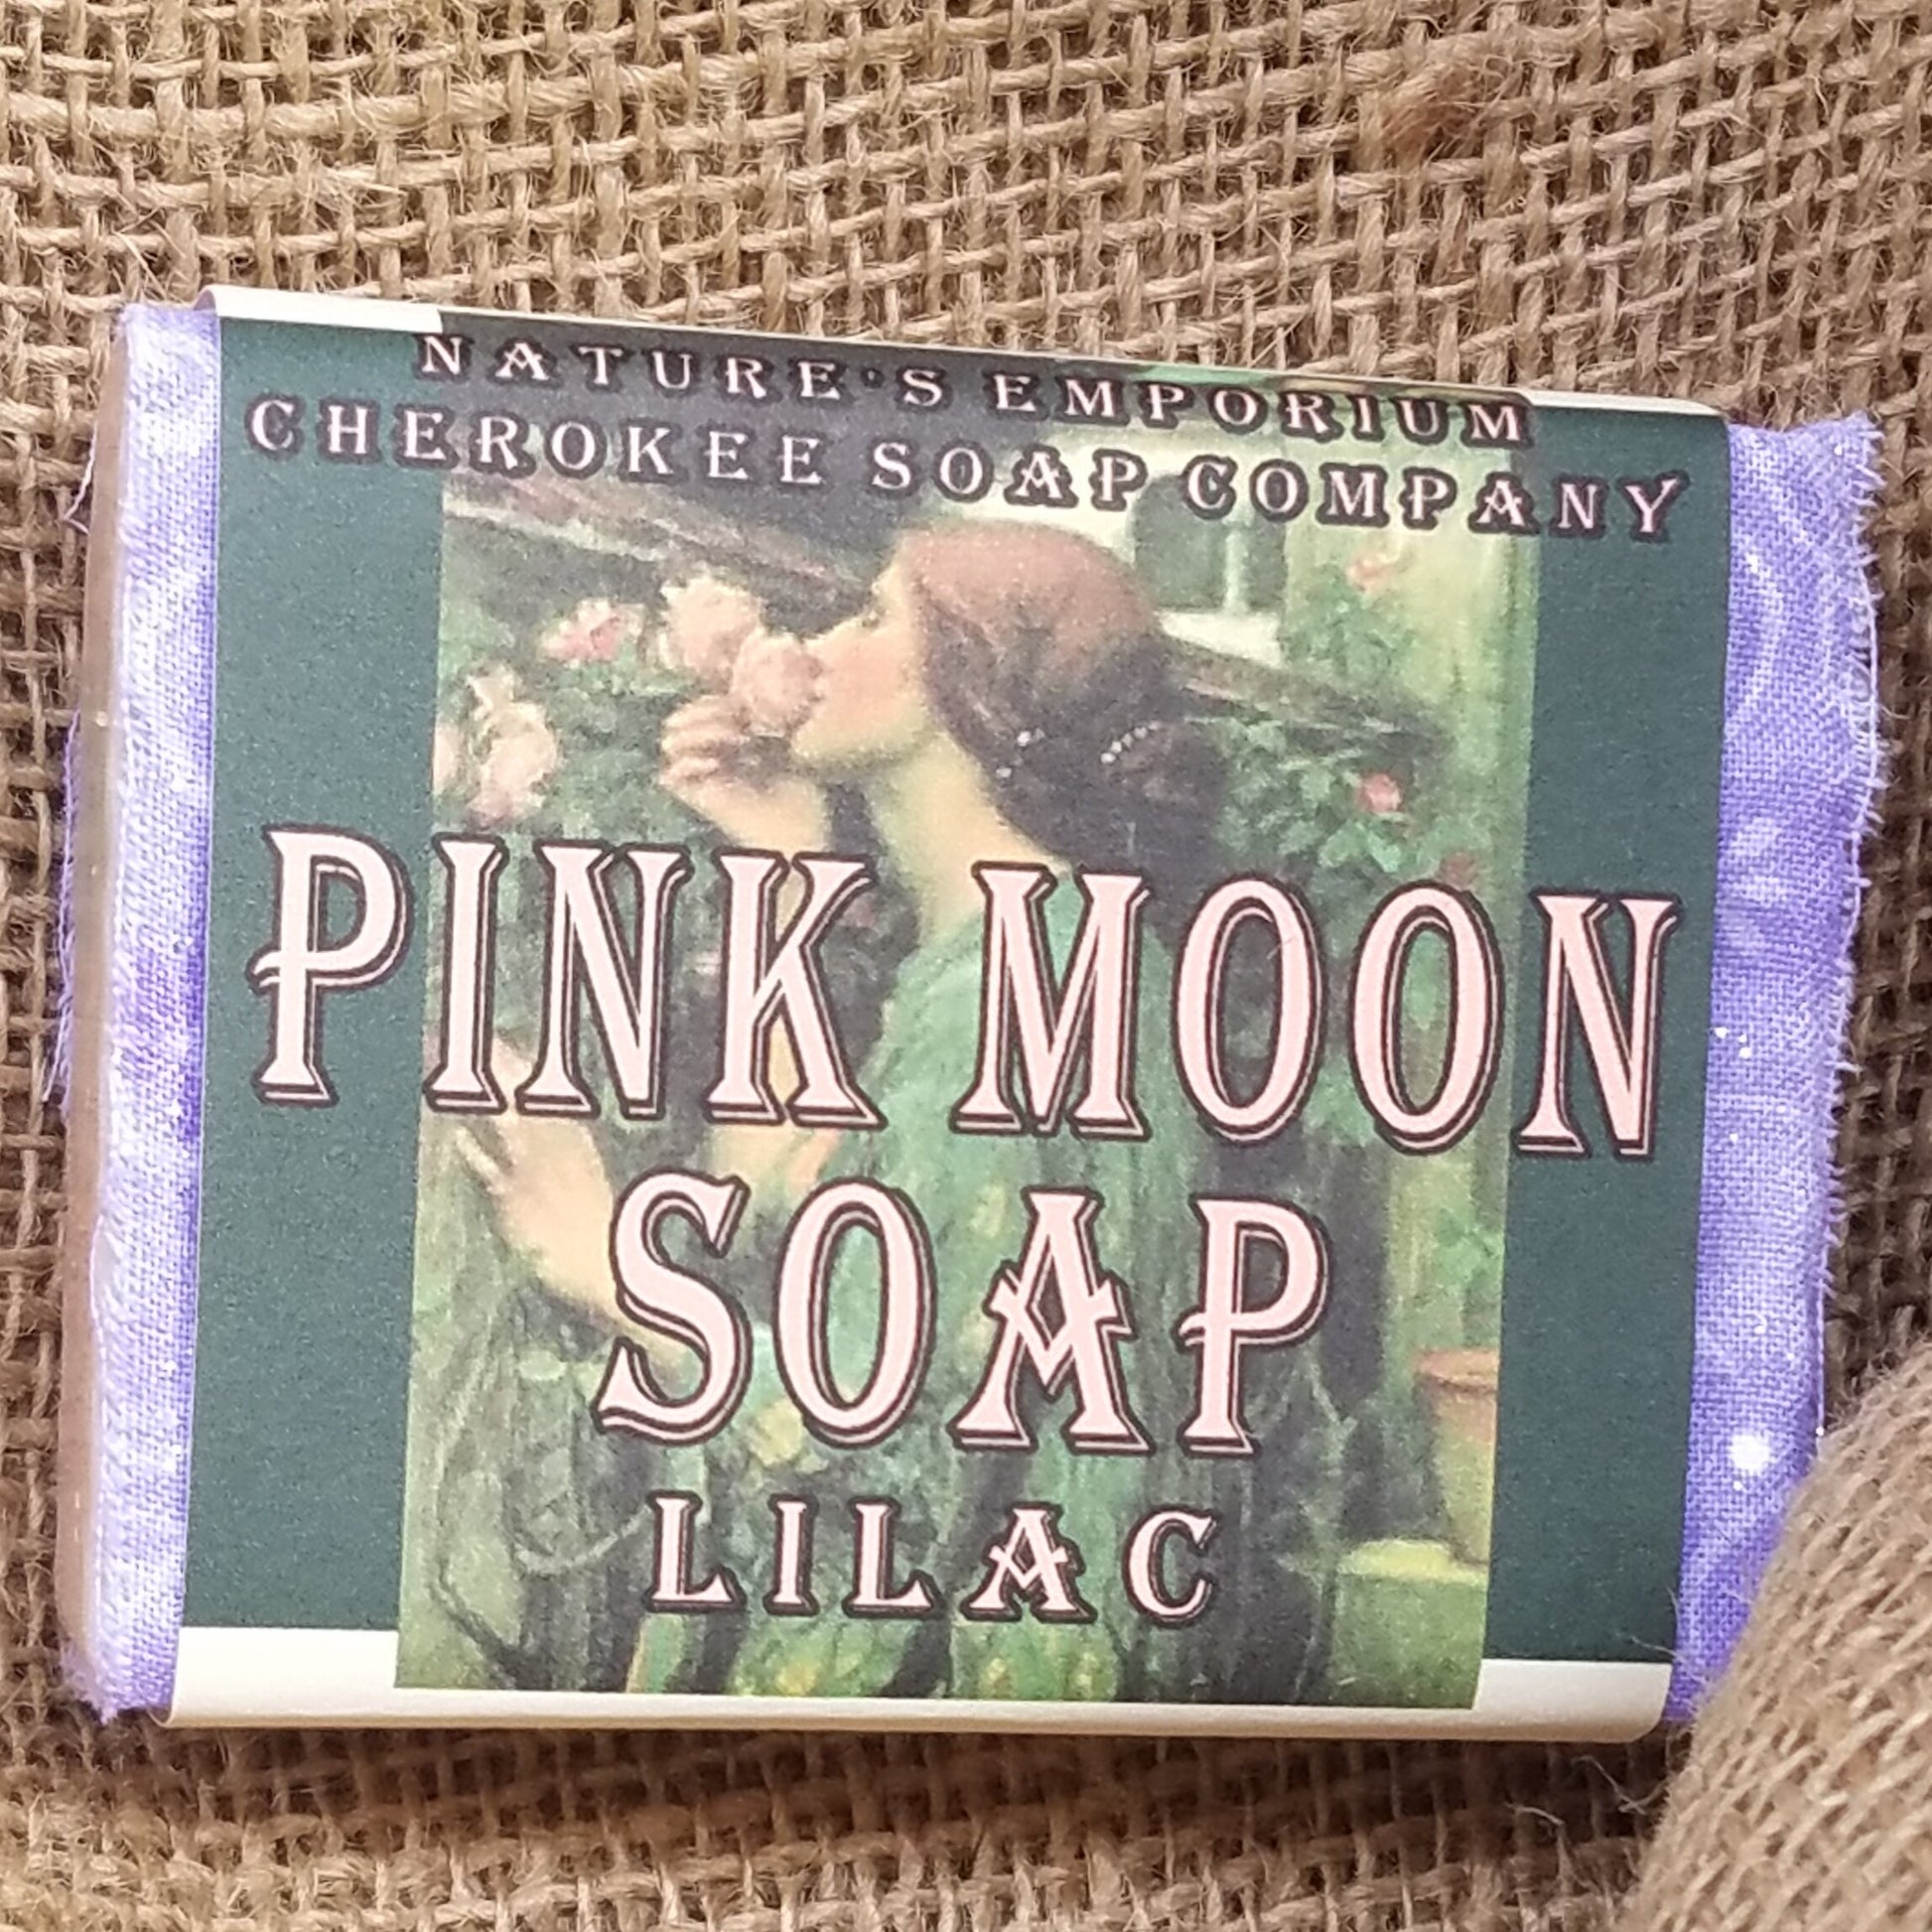 NATURE'S EMPORIUM
CHEROKEE SOAP COMPANY
PINK MOON
SOAP
LILAC